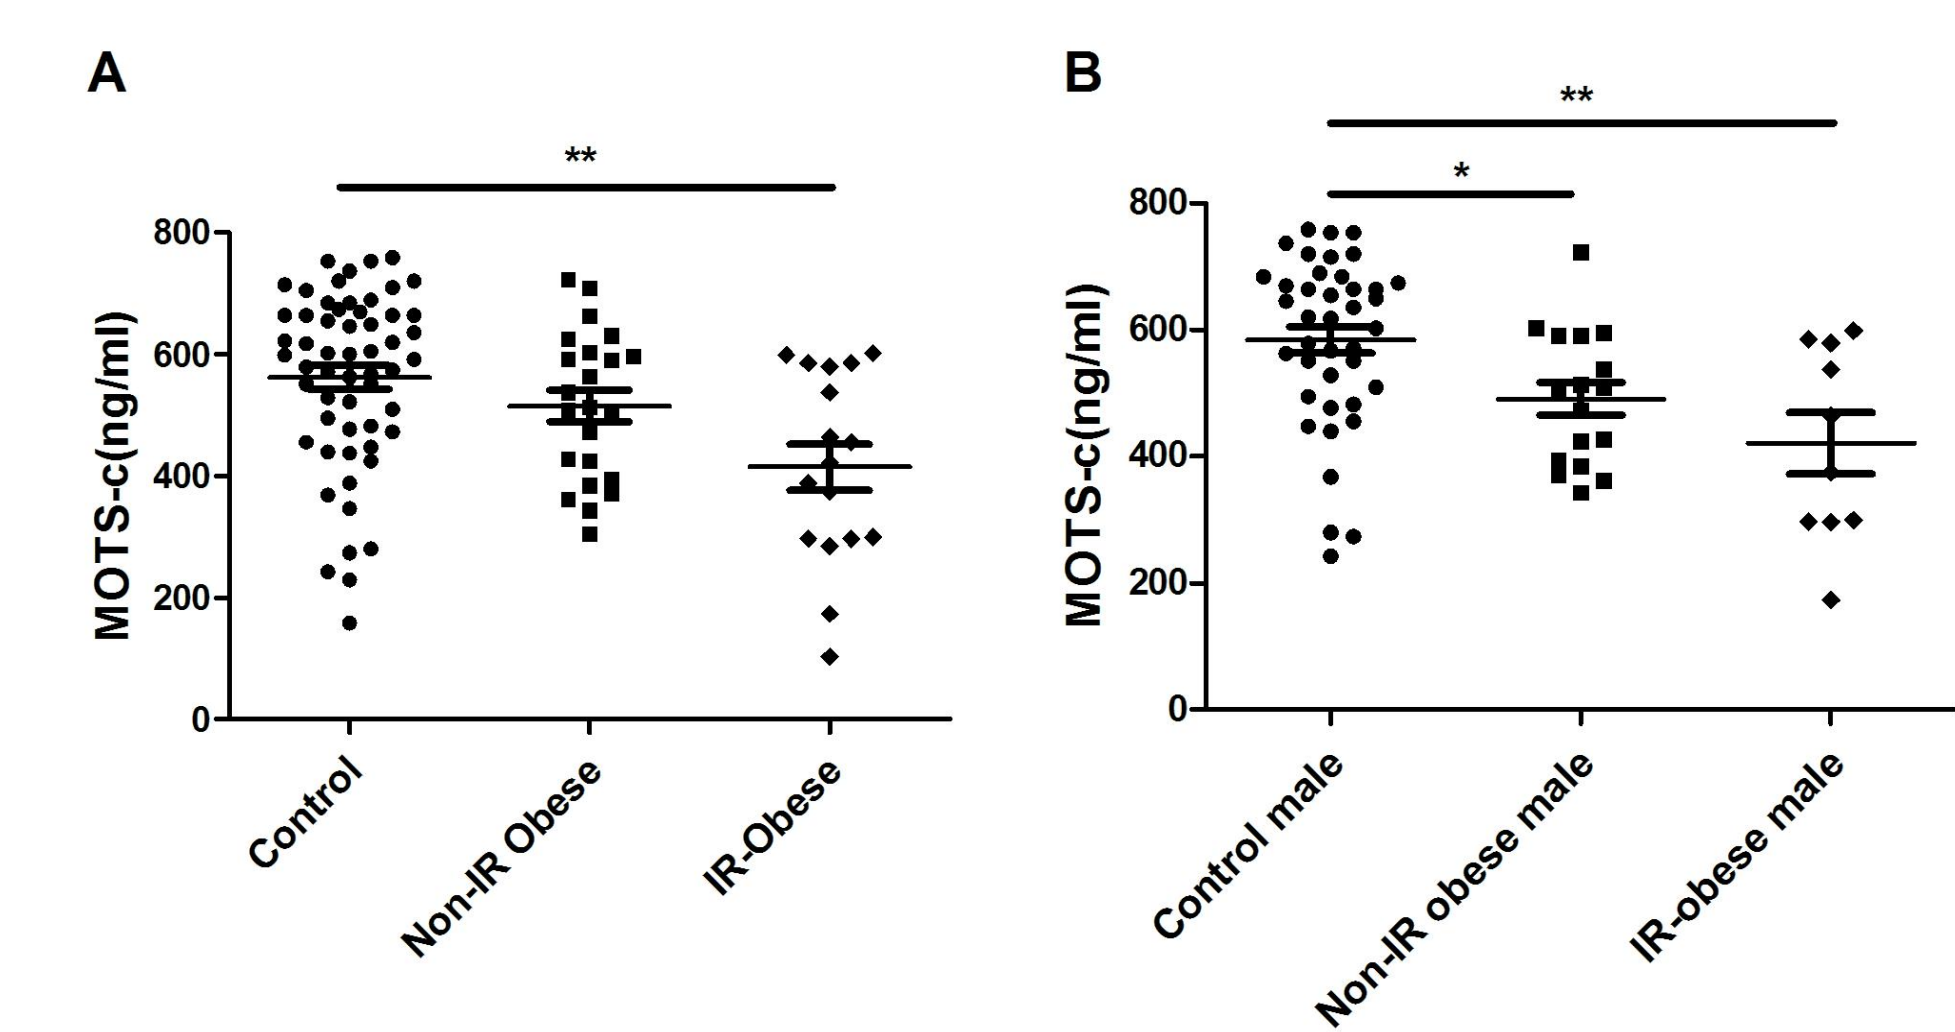 A
**
MOTS-c(ng/ml)
800
600
400
200
0
Control
Non-IR Obese
IR-Obese
B
**
*
MOTS-c(ng/ml)
800
600
400
200
0
Control male
Non-IR obese male
IR-obese male